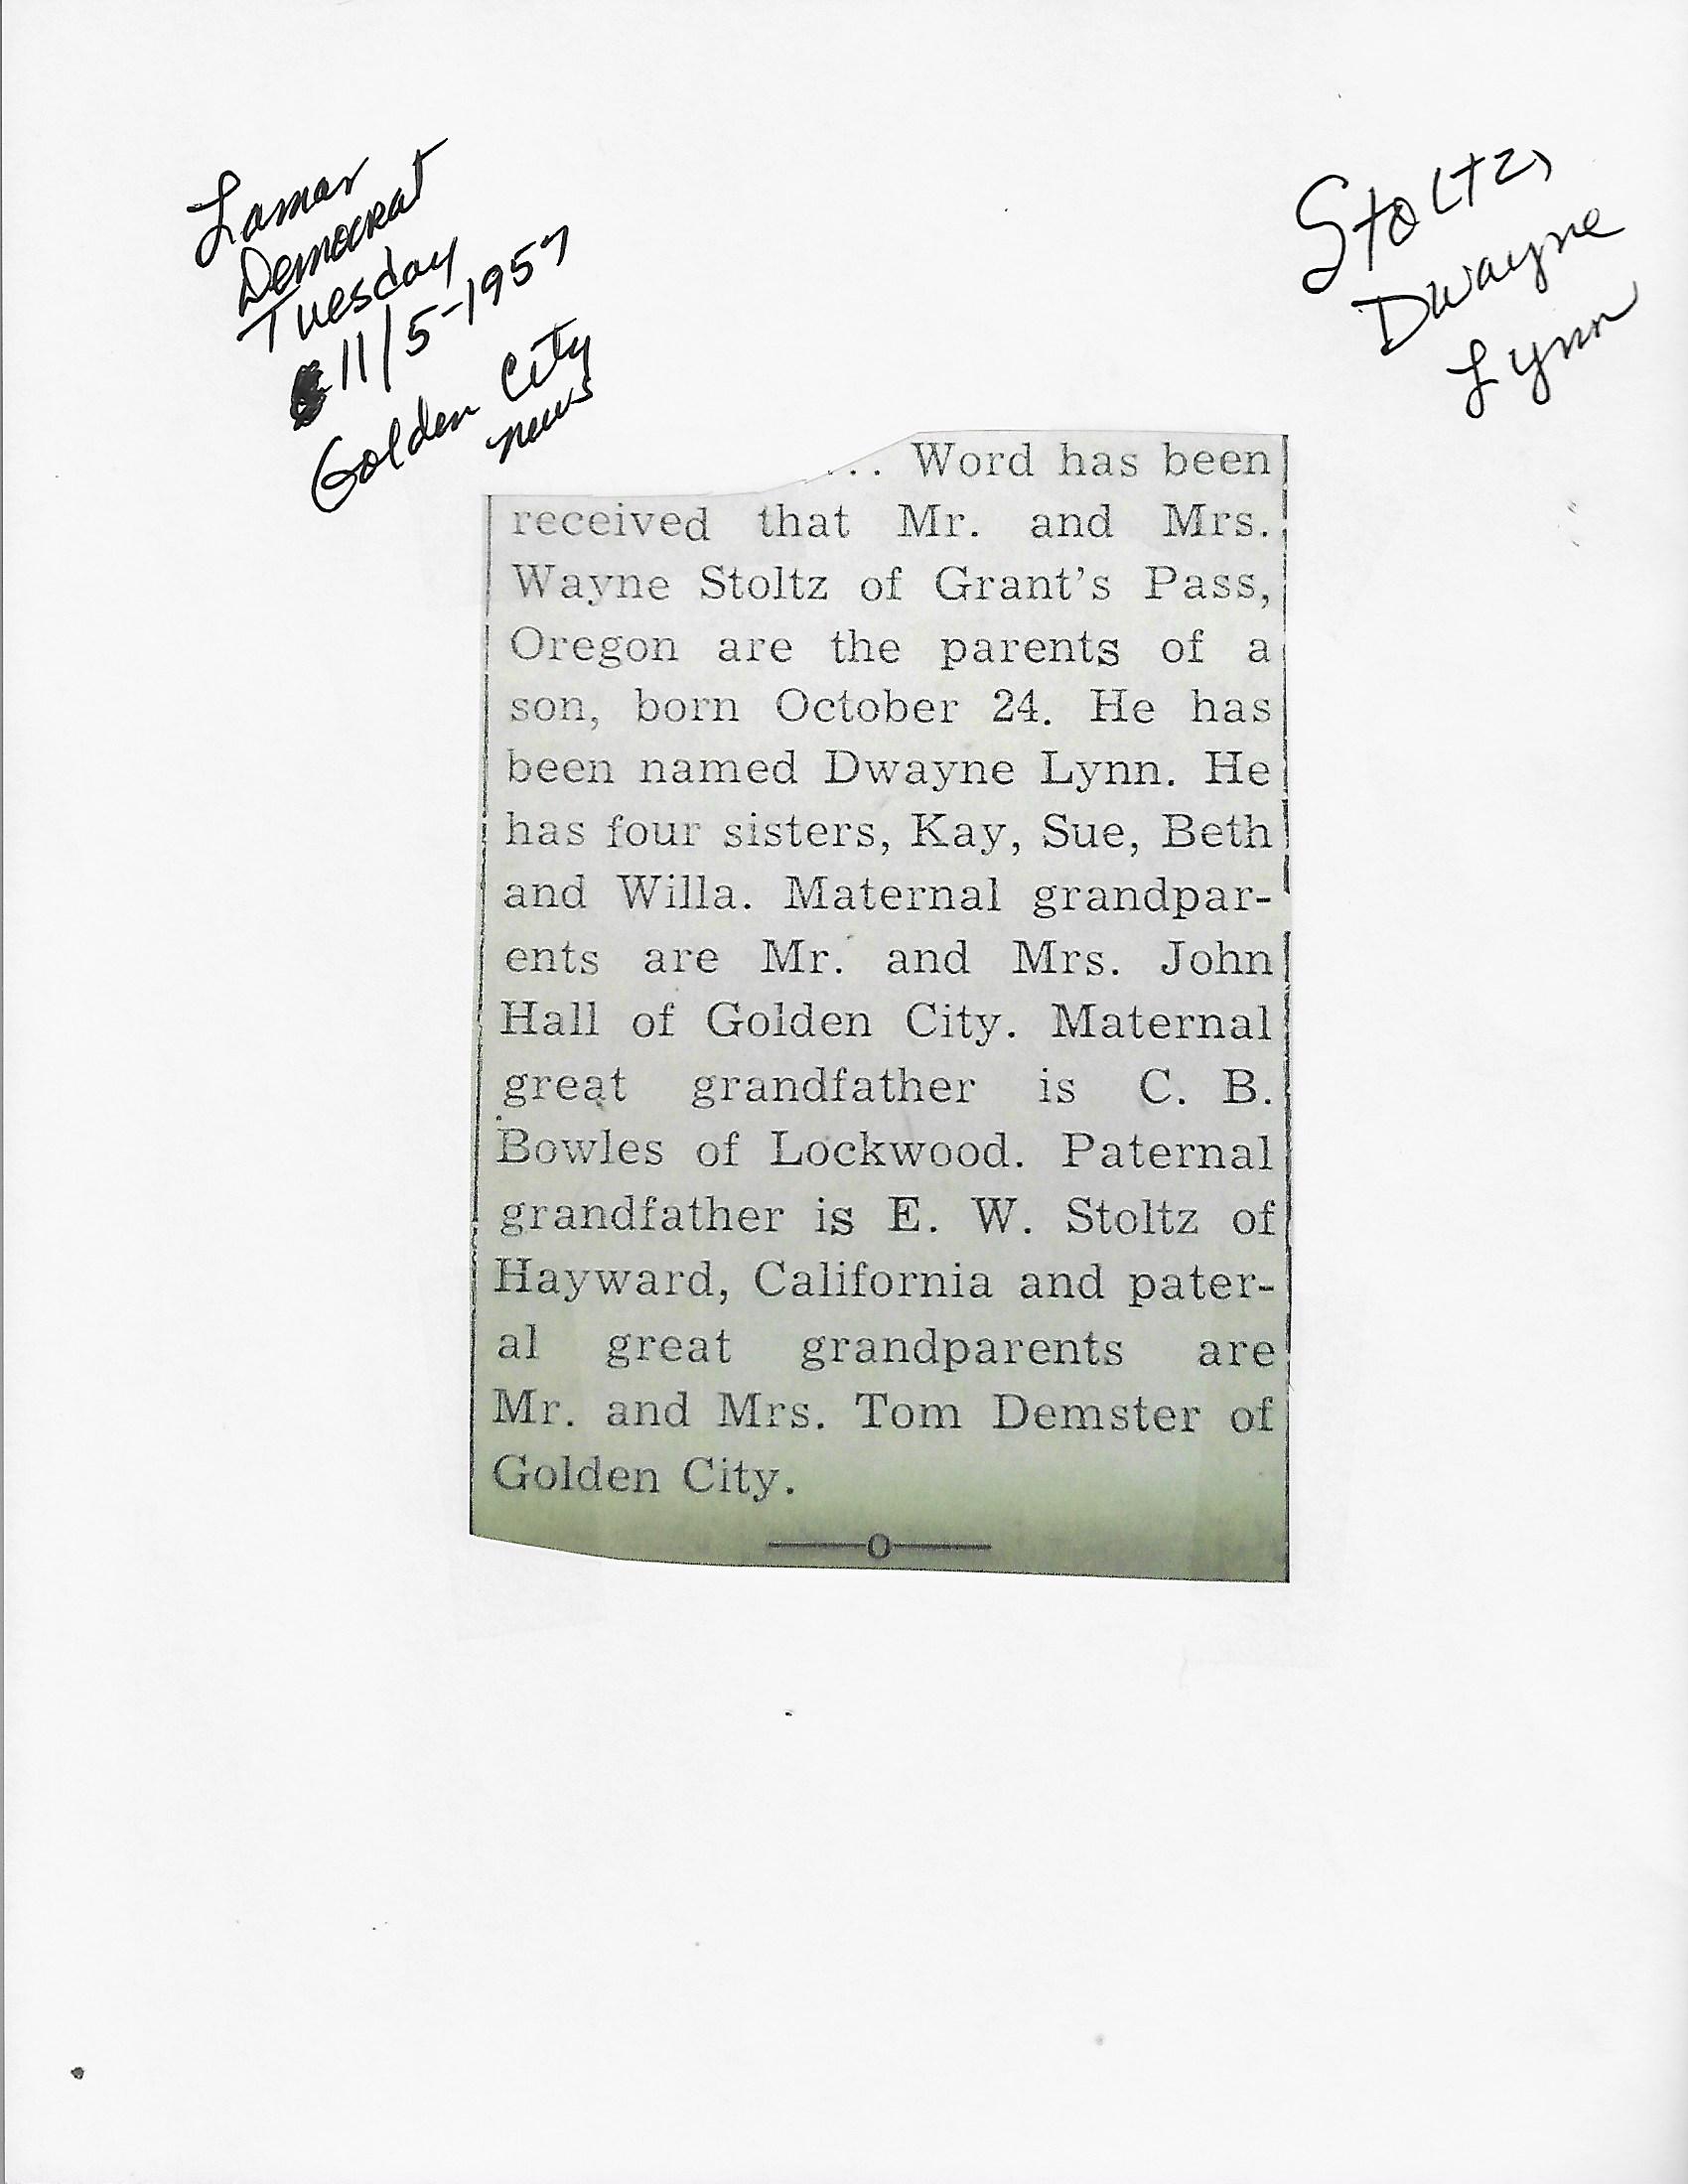 Lamar
Democrat
Tuesday
11/5-1957
Golden City
news
Stoltz,
Dwayne
Lynn
... Word has been
received that Mr. and Mrs.
Wayne Stoltz of Grant's Pass,
Oregon are the parents of a
son, born October 24. He has
been named Dwayne Lynn. He
has four sisters, Kay, Sue, Beth
and Willa. Maternal grandpar-
ents are Mr. and Mrs. John
Hall of Golden City. Maternal
great grandfather is C. B.
Bowles of Lockwood. Paternal
grandfather is E. W. Stoltz of
Hayward, California and pater-
al great grandparents are
Mr. and Mrs. Tom Demster of
Golden City.